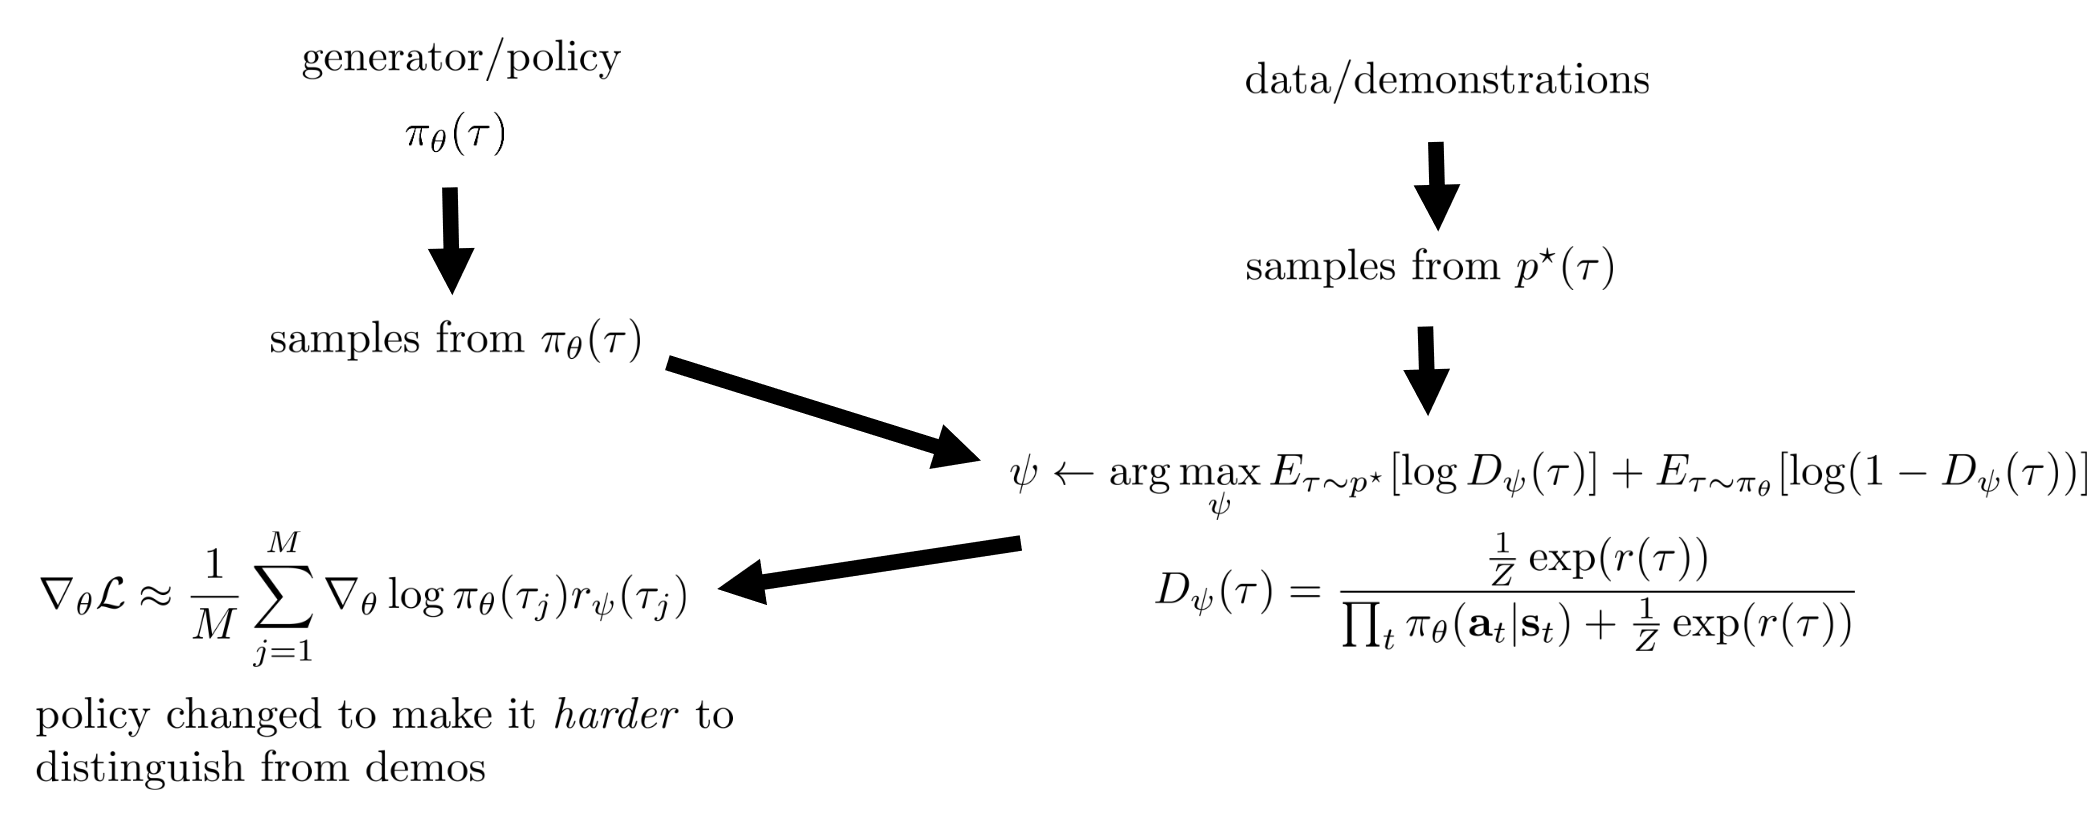 generator/policy
$\pi_\theta(\tau)$
samples from $\pi_\theta(\tau)$
data/demonstrations
samples from $p^\star(\tau)$
$\psi \leftarrow \arg\max_\psi E_{\tau \sim p^\star}[\log D_\psi(\tau)] + E_{\tau \sim \pi_\theta}[\log(1 - D_\psi(\tau))]$
$D_\psi(\tau) = \frac{\frac{1}{Z}\exp(r(\tau))}{\prod_t \pi_\theta(\mathbf{a}_t|\mathbf{s}_t) + \frac{1}{Z}\exp(r(\tau))}$
$\nabla_\theta \mathcal{L} \approx \frac{1}{M}\sum_{j=1}^{M} \nabla_\theta \log \pi_\theta(\tau_j) r_\psi(\tau_j)$
policy changed to make it harder to
distinguish from demos